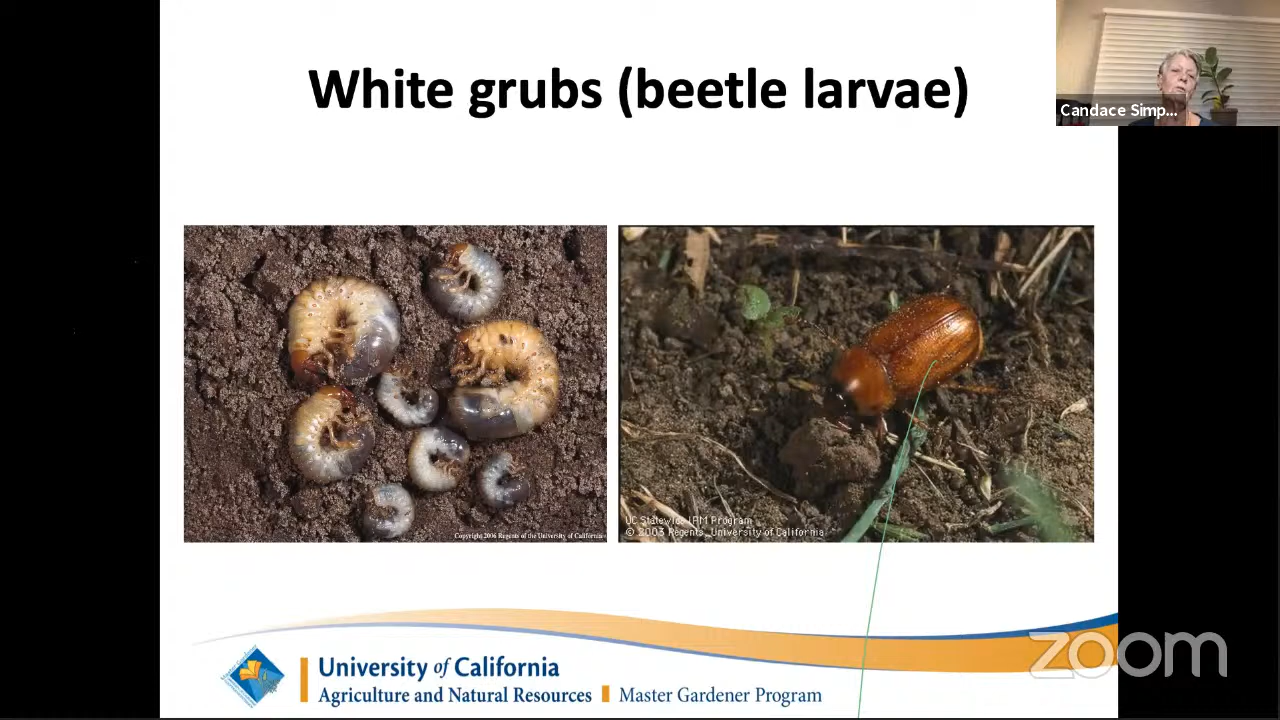 White grubs (beetle larvae)
Candace Simp...
Copyright 2006 Regents of the University of California
UC Statewide IPM Program
© 2003 Regents, University of California
University of California
Agriculture and Natural Resources Master Gardener Program
zoom